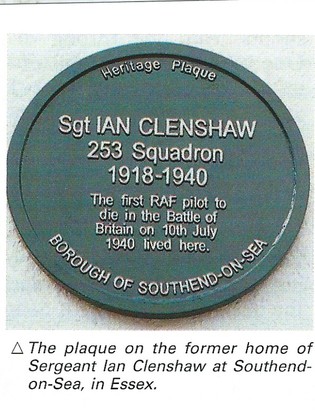 Heritage Plaque
Sgt IAN CLENSHAW
253 Squadron
1918-1940
The first RAF pilot to
die in the Battle of
Britain on 10th July
1940 lived here.
BOROUGH OF SOUTHEND-ON-SEA
△ The plaque on the former home of
Sergeant Ian Clenshaw at Southend-
on-Sea, in Essex.